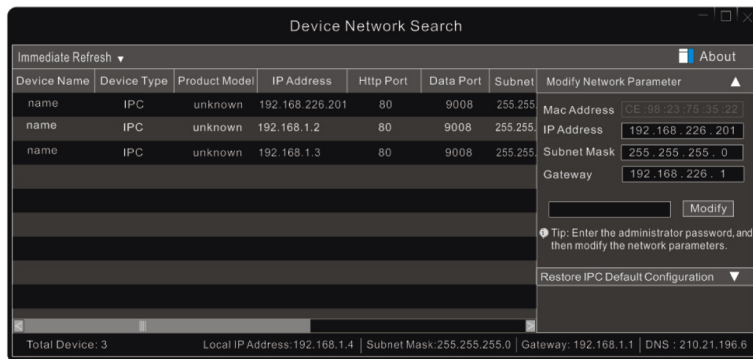 Device Network Search
Immediate Refresh ▼ About
Device Name Device Type Product Model IP Address Http Port Data Port Subnet
name IPC unknown 192.168.226.201 80 9008 255.255.
name IPC unknown 192.168.1.2 80 9008 255.255.
name IPC unknown 192.168.1.3 80 9008 255.255.
Modify Network Parameter ▲
Mac Address CE:98:23:75:35:22
IP Address 192.168.226.201
Subnet Mask 255.255.255. 0
Gateway 192.168.226. 1
Modify
Tip: Enter the administrator password,and
then modify the network parameters.
Restore IPC Default Configuration ▼
Total Device: 3 Local IP Address:192.168.1.4 Subnet Mask:255.255.255.0 Gateway: 192.168.1.1 DNS : 210.21.196.6